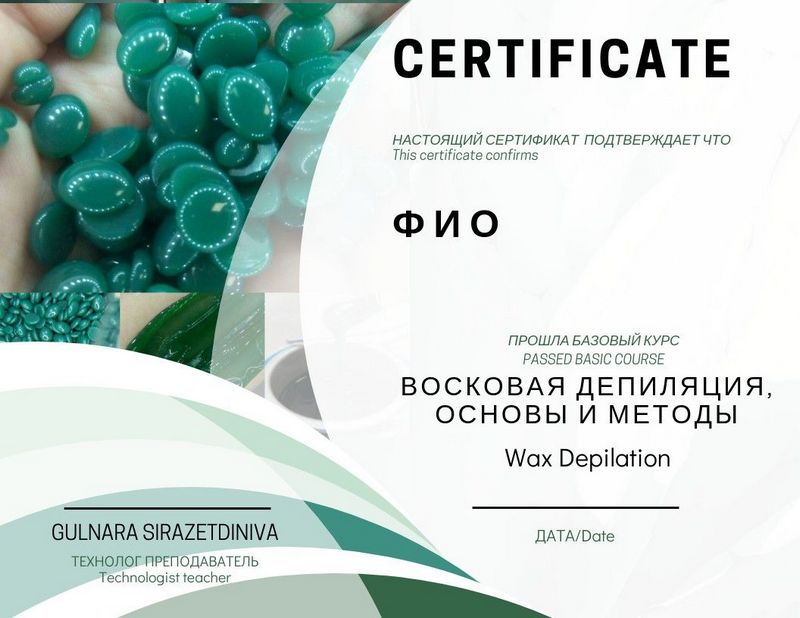 CERTIFICATE
НАСТОЯЩИЙ СЕРТИФИКАТ ПОДТВЕРЖДАЕТ ЧТО
This certificate confirms
ФИО
ПРОШЛА БАЗОВЫЙ КУРС
PASSED BASIC COURSE
ВОСКОВАЯ ДЕПИЛЯЦИЯ,
ОСНОВЫ И МЕТОДЫ
Wax Depilation
ДАТА/Date
GULNARA SIRAZETDINIVA
ТЕХНОЛОГ ПРЕПОДАВАТЕЛЬ
Technologist teacher